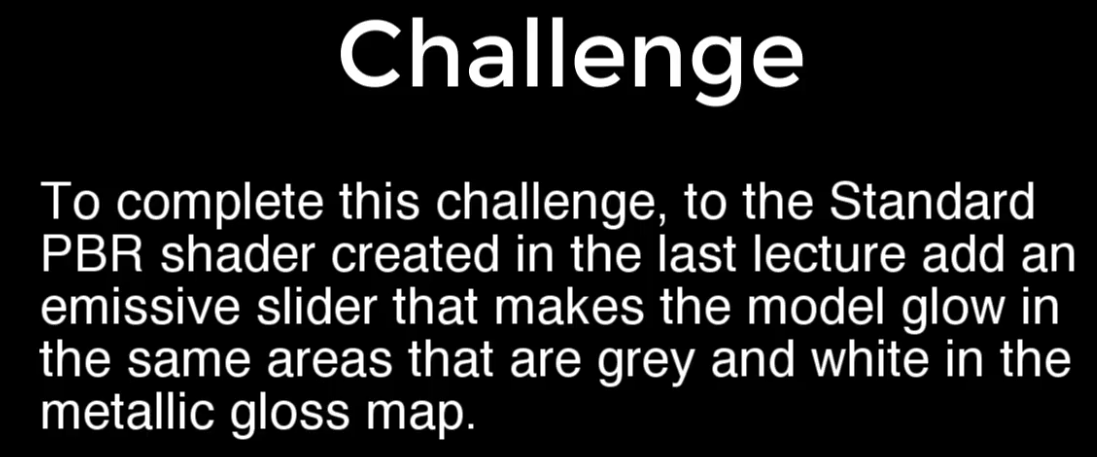 Challenge
To complete this challenge, to the Standard
PBR shader created in the last lecture add an
emissive slider that makes the model glow in
the same areas that are grey and white in the
metallic gloss map.